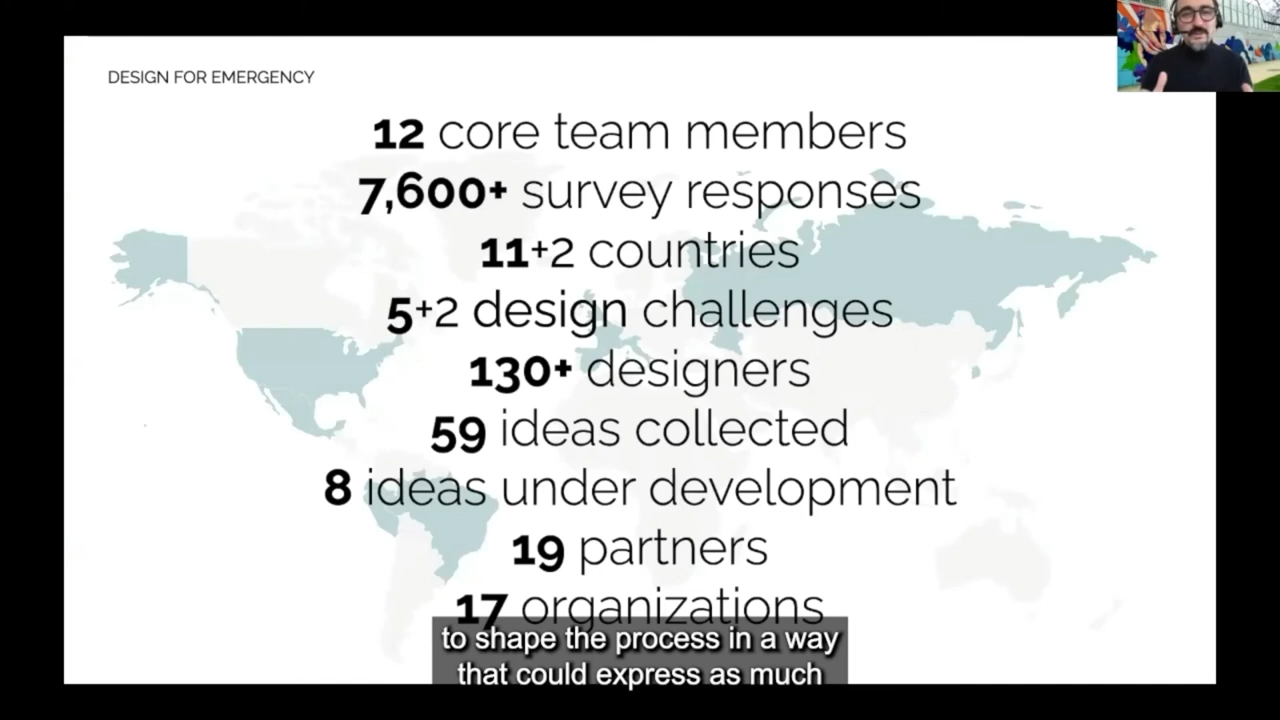 DESIGN FOR EMERGENCY
12 core team members
7,600+ survey responses
11+2 countries
5+2 design challenges
130+ designers
59 ideas collected
8 ideas under development
19 partners
17 organizations
to shape the process in a way
that could express as much